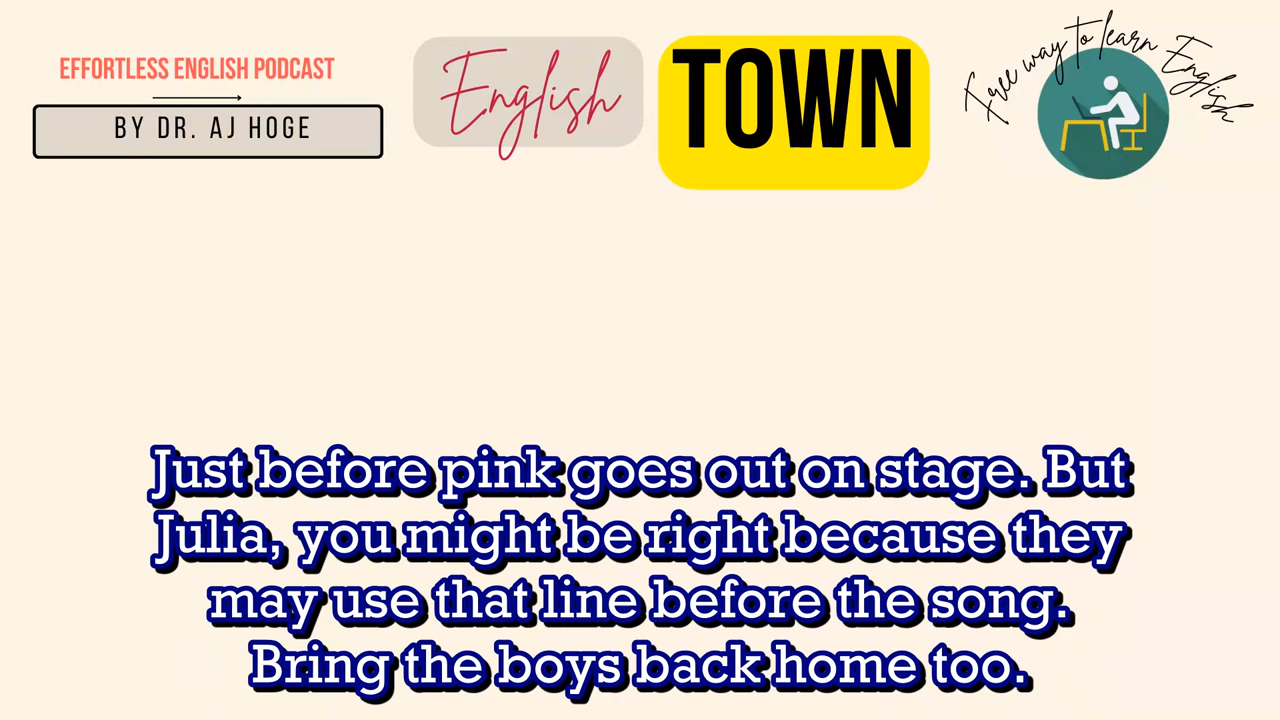 EFFORTLESS ENGLISH PODCAST
BY DR. AJ HOGE
English
TOWN
Free way to learn English
Just before pink goes out on stage. But
Julia, you might be right because they
may use that line before the song.
Bring the boys back home too.